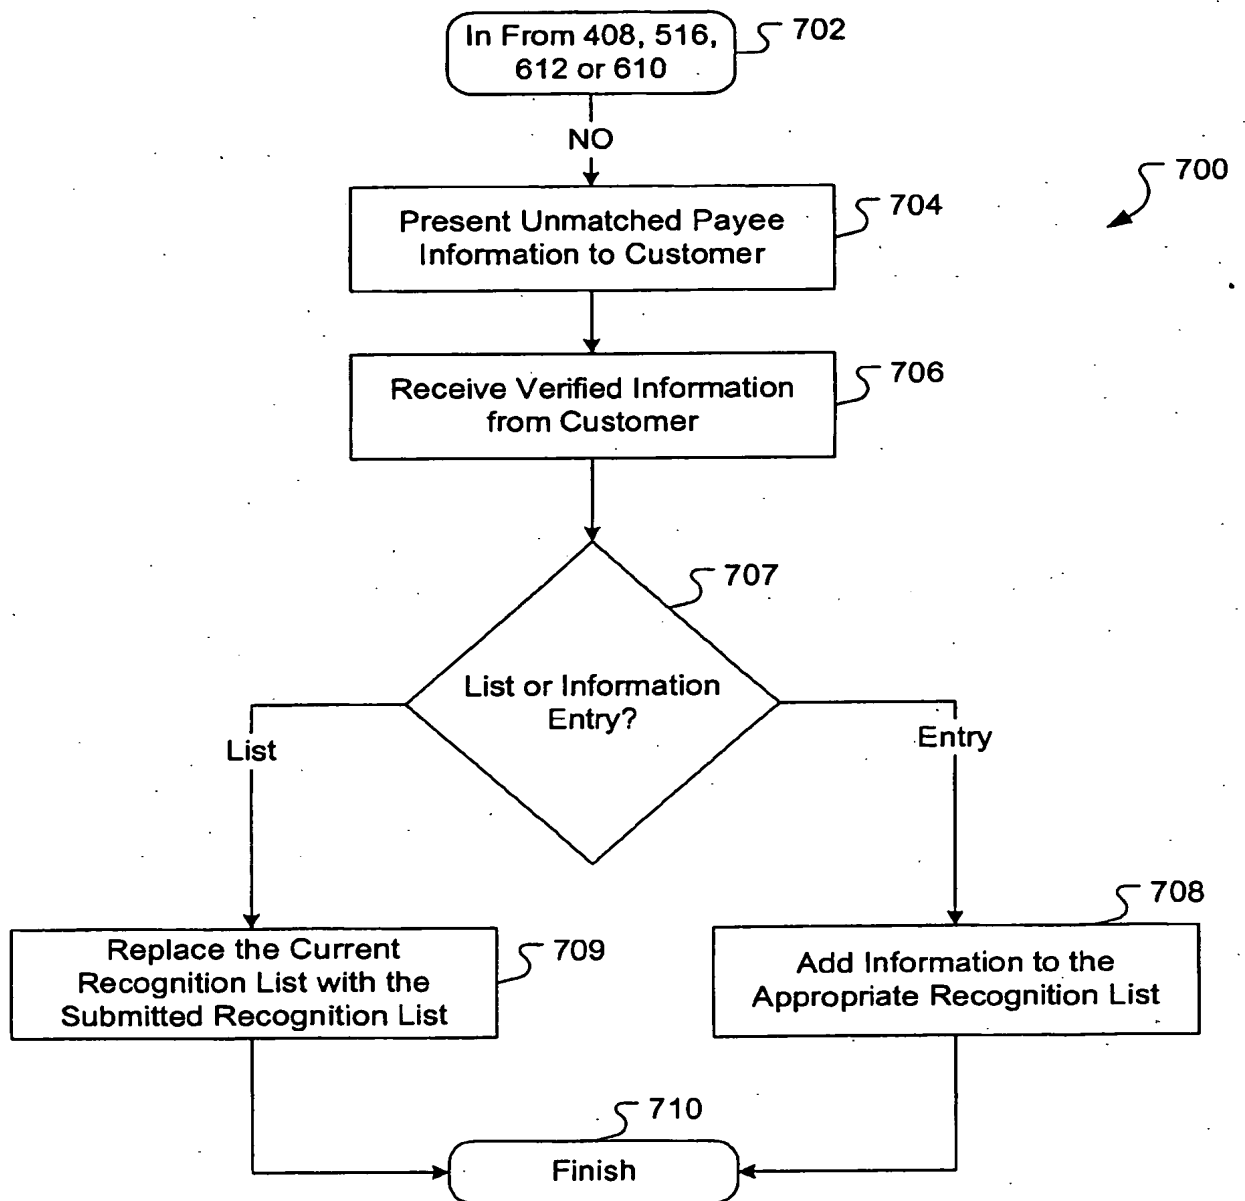 In From 408, 516,
612 or 610
702
NO
700
Present Unmatched Payee
Information to Customer
704
Receive Verified Information
from Customer
706
707
List or Information
Entry?
List
Entry
708
Replace the Current
Recognition List with the
Submitted Recognition List
709
Add Information to the
Appropriate Recognition List
710
Finish